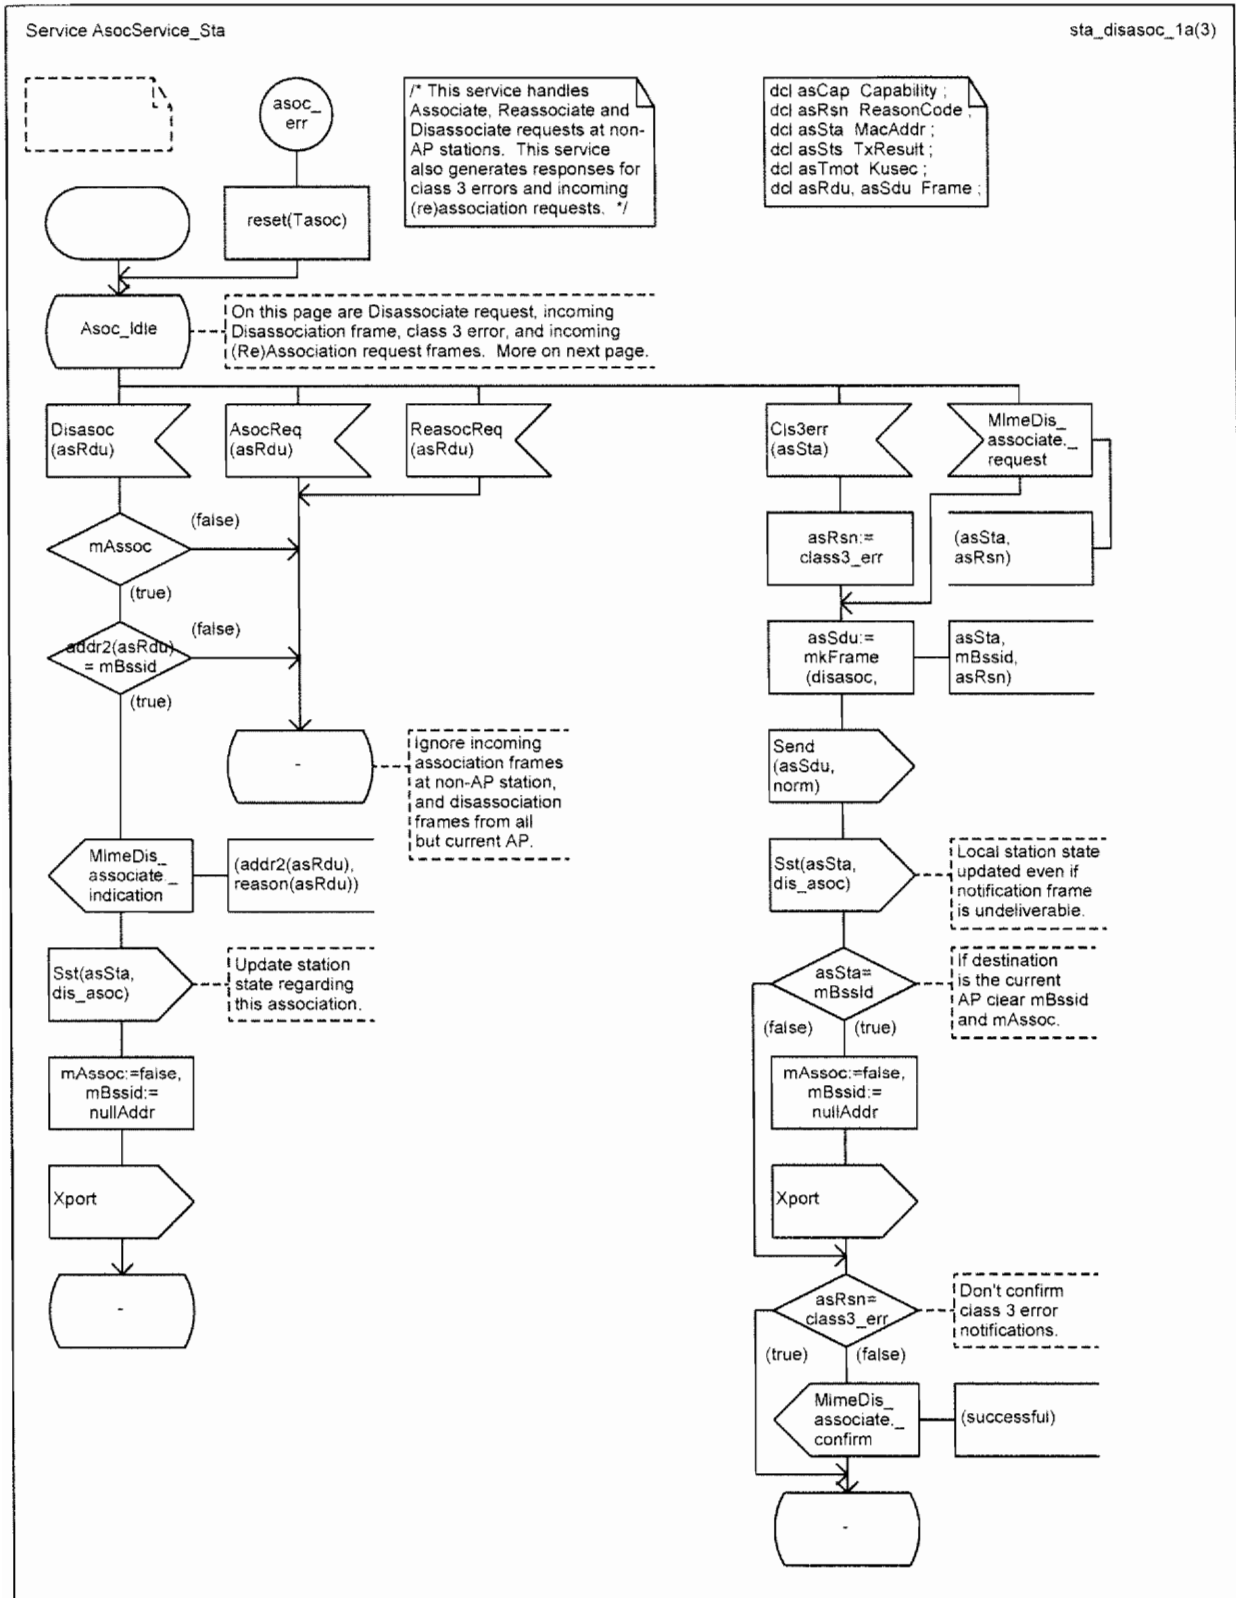 Service AsocService_Sta
sta_disasoc_1a(3)
asoc_
err
reset(Tasoc)
/* This service handles
Associate, Reassociate and
Disassociate requests at non-
AP stations. This service
also generates responses for
class 3 errors and incoming
(re)association requests. */
dcl asCap Capability ;
dcl asRsn ReasonCode ;
dcl asSta MacAddr ;
dcl asSts TxResult ;
dcl asTmot Kusec ;
dcl asRdu, asSdu Frame ;
Asoc_Idle
On this page are Disassociate request, incoming
Disassociation frame, class 3 error, and incoming
(Re)Association request frames. More on next page.
Disasoc
(asRdu)
AsocReq
(asRdu)
ReasocReq
(asRdu)
Cls3err
(asSta)
MlmeDis_
associate._
request
mAssoc
(false)
(true)
addr2(asRdu)
= mBssid
(false)
(true)
-
Ignore incoming
association frames
at non-AP station,
and disassociation
frames from all
but current AP.
MlmeDis_
associate._
indication
(addr2(asRdu),
reason(asRdu))
Sst(asSta,
dis_asoc)
Update station
state regarding
this association.
mAssoc:=false,
mBssid:=
nullAddr
Xport
-
asRsn:=
class3_err
(asSta,
asRsn)
asSdu:=
mkFrame
(disasoc,
asSta,
mBssid,
asRsn)
Send
(asSdu,
norm)
Sst(asSta,
dis_asoc)
Local station state
updated even if
notification frame
is undeliverable.
asSta=
mBssId
If destination
is the current
AP clear mBssid
and mAssoc.
(false)
(true)
mAssoc:=false,
mBssid:=
nullAddr
Xport
asRsn=
class3_err
Don't confirm
class 3 error
notifications.
(true)
(false)
MlmeDis_
associate._
confirm
(successful)
-